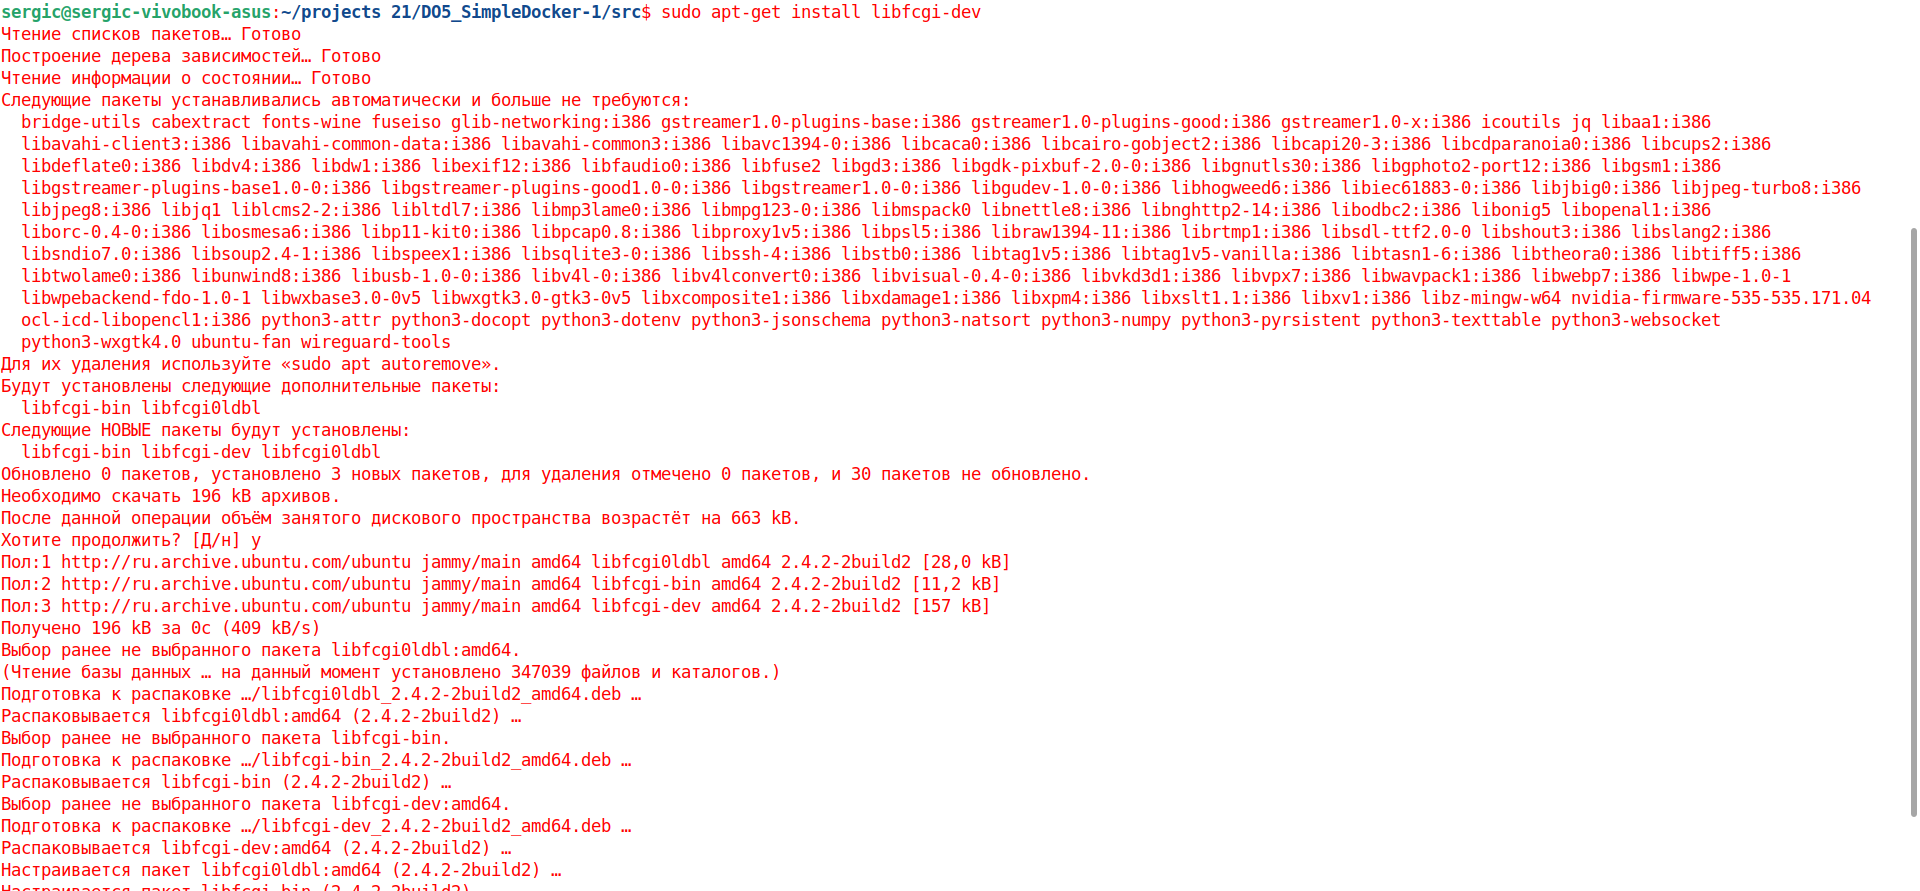 sergic@sergic-vivobook-asus:~/projects 21/DO5_SimpleDocker-1/src$ sudo apt-get install libfcgi-dev
Чтение списков пакетов… Готово
Построение дерева зависимостей… Готово
Чтение информации о состоянии… Готово
Следующие пакеты устанавливались автоматически и больше не требуются:
  bridge-utils cabextract fonts-wine fuseiso glib-networking:i386 gstreamer1.0-plugins-base:i386 gstreamer1.0-plugins-good:i386 gstreamer1.0-x:i386 icoutils jq libaa1:i386
  libavahi-client3:i386 libavahi-common-data:i386 libavahi-common3:i386 libavc1394-0:i386 libcaca0:i386 libcairo-gobject2:i386 libcapi20-3:i386 libcdparanoia0:i386 libcups2:i386
  libdeflate0:i386 libdv4:i386 libdw1:i386 libexif12:i386 libfaudio0:i386 libfuse2 libgd3:i386 libgdk-pixbuf-2.0-0:i386 libgnutls30:i386 libgphoto2-port12:i386 libgsm1:i386
  libgstreamer-plugins-base1.0-0:i386 libgstreamer-plugins-good1.0-0:i386 libgstreamer1.0-0:i386 libgudev-1.0-0:i386 libhogweed6:i386 libiec61883-0:i386 libjbig0:i386 libjpeg-turbo8:i386
  libjpeg8:i386 libjq1 liblcms2-2:i386 libltdl7:i386 libmp3lame0:i386 libmpg123-0:i386 libmspack0 libnettle8:i386 libnghttp2-14:i386 libodbc2:i386 libonig5 libopenal1:i386
  liborc-0.4-0:i386 libosmesa6:i386 libp11-kit0:i386 libpcap0.8:i386 libproxy1v5:i386 libpsl5:i386 libraw1394-11:i386 librtmp1:i386 libsdl-ttf2.0-0 libshout3:i386 libslang2:i386
  libsndio7.0:i386 libsoup2.4-1:i386 libspeex1:i386 libsqlite3-0:i386 libssh-4:i386 libstb0:i386 libtag1v5:i386 libtag1v5-vanilla:i386 libtasn1-6:i386 libtheora0:i386 libtiff5:i386
  libtwolame0:i386 libunwind8:i386 libusb-1.0-0:i386 libv4l-0:i386 libv4lconvert0:i386 libvisual-0.4-0:i386 libvkd3d1:i386 libvpx7:i386 libwavpack1:i386 libwebp7:i386 libwpe-1.0-1
  libwpebackend-fdo-1.0-1 libwxbase3.0-0v5 libwxgtk3.0-gtk3-0v5 libxcomposite1:i386 libxdamage1:i386 libxpm4:i386 libxslt1.1:i386 libxv1:i386 libz-mingw-w64 nvidia-firmware-535-535.171.04
  ocl-icd-libopencl1:i386 python3-attr python3-docopt python3-dotenv python3-jsonschema python3-natsort python3-numpy python3-pyrsistent python3-texttable python3-websocket
  python3-wxgtk4.0 ubuntu-fan wireguard-tools
Для их удаления используйте «sudo apt autoremove».
Будут установлены следующие дополнительные пакеты:
  libfcgi-bin libfcgi0ldbl
Следующие НОВЫЕ пакеты будут установлены:
  libfcgi-bin libfcgi-dev libfcgi0ldbl
Обновлено 0 пакетов, установлено 3 новых пакетов, для удаления отмечено 0 пакетов, и 30 пакетов не обновлено.
Необходимо скачать 196 kB архивов.
После данной операции объём занятого дискового пространства возрастёт на 663 kB.
Хотите продолжить? [Д/н] y
Пол:1 http://ru.archive.ubuntu.com/ubuntu jammy/main amd64 libfcgi0ldbl amd64 2.4.2-2build2 [28,0 kB]
Пол:2 http://ru.archive.ubuntu.com/ubuntu jammy/main amd64 libfcgi-bin amd64 2.4.2-2build2 [11,2 kB]
Пол:3 http://ru.archive.ubuntu.com/ubuntu jammy/main amd64 libfcgi-dev amd64 2.4.2-2build2 [157 kB]
Получено 196 kB за 0с (409 kB/s)
Выбор ранее не выбранного пакета libfcgi0ldbl:amd64.
(Чтение базы данных … на данный момент установлено 347039 файлов и каталогов.)
Подготовка к распаковке …/libfcgi0ldbl_2.4.2-2build2_amd64.deb …
Распаковывается libfcgi0ldbl:amd64 (2.4.2-2build2) …
Выбор ранее не выбранного пакета libfcgi-bin.
Подготовка к распаковке …/libfcgi-bin_2.4.2-2build2_amd64.deb …
Распаковывается libfcgi-bin (2.4.2-2build2) …
Выбор ранее не выбранного пакета libfcgi-dev:amd64.
Подготовка к распаковке …/libfcgi-dev_2.4.2-2build2_amd64.deb …
Распаковывается libfcgi-dev:amd64 (2.4.2-2build2) …
Настраивается пакет libfcgi0ldbl:amd64 (2.4.2-2build2) …
Настраивается пакет libfcgi-bin (2.4.2-2build2)